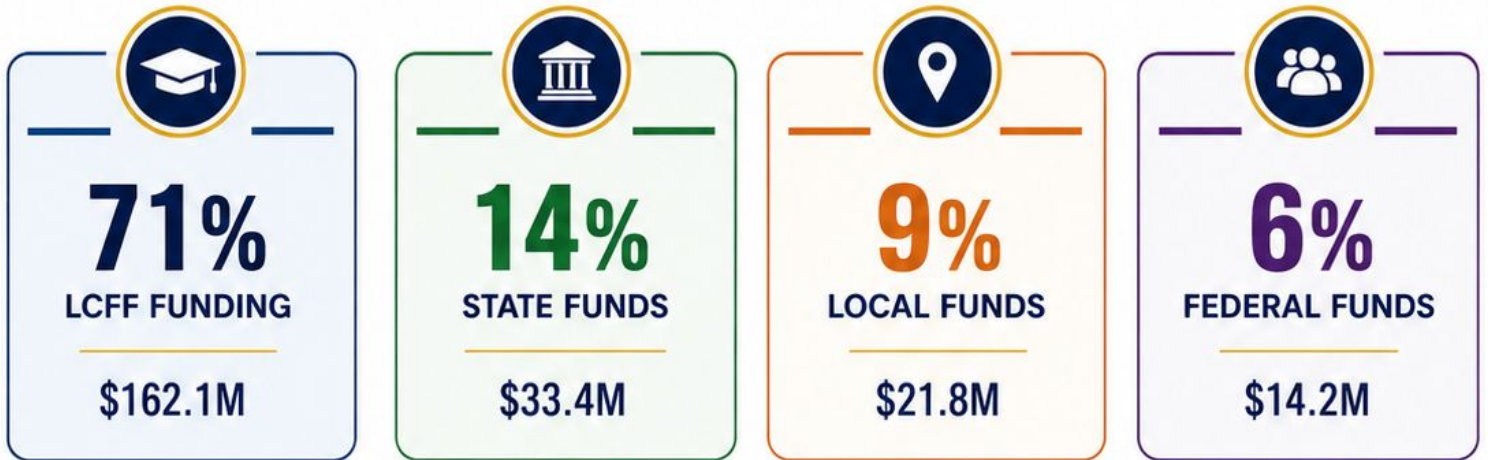 71%
LCFF FUNDING
$162.1M
14%
STATE FUNDS
$33.4M
9%
LOCAL FUNDS
$21.8M
6%
FEDERAL FUNDS
$14.2M